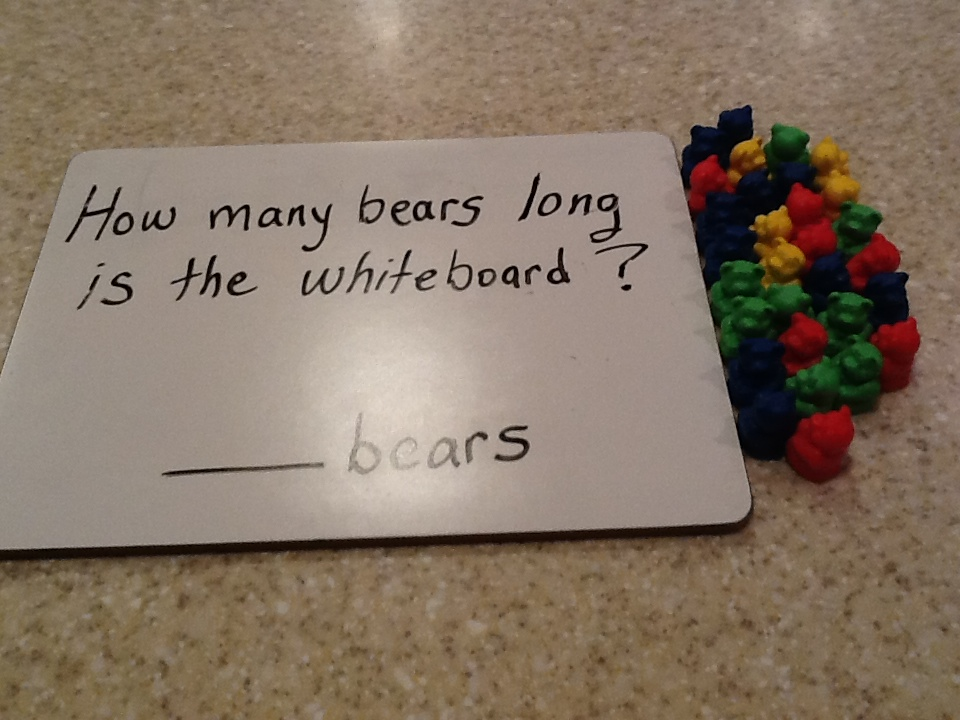 How many bears long
is the whiteboard?
____ bears